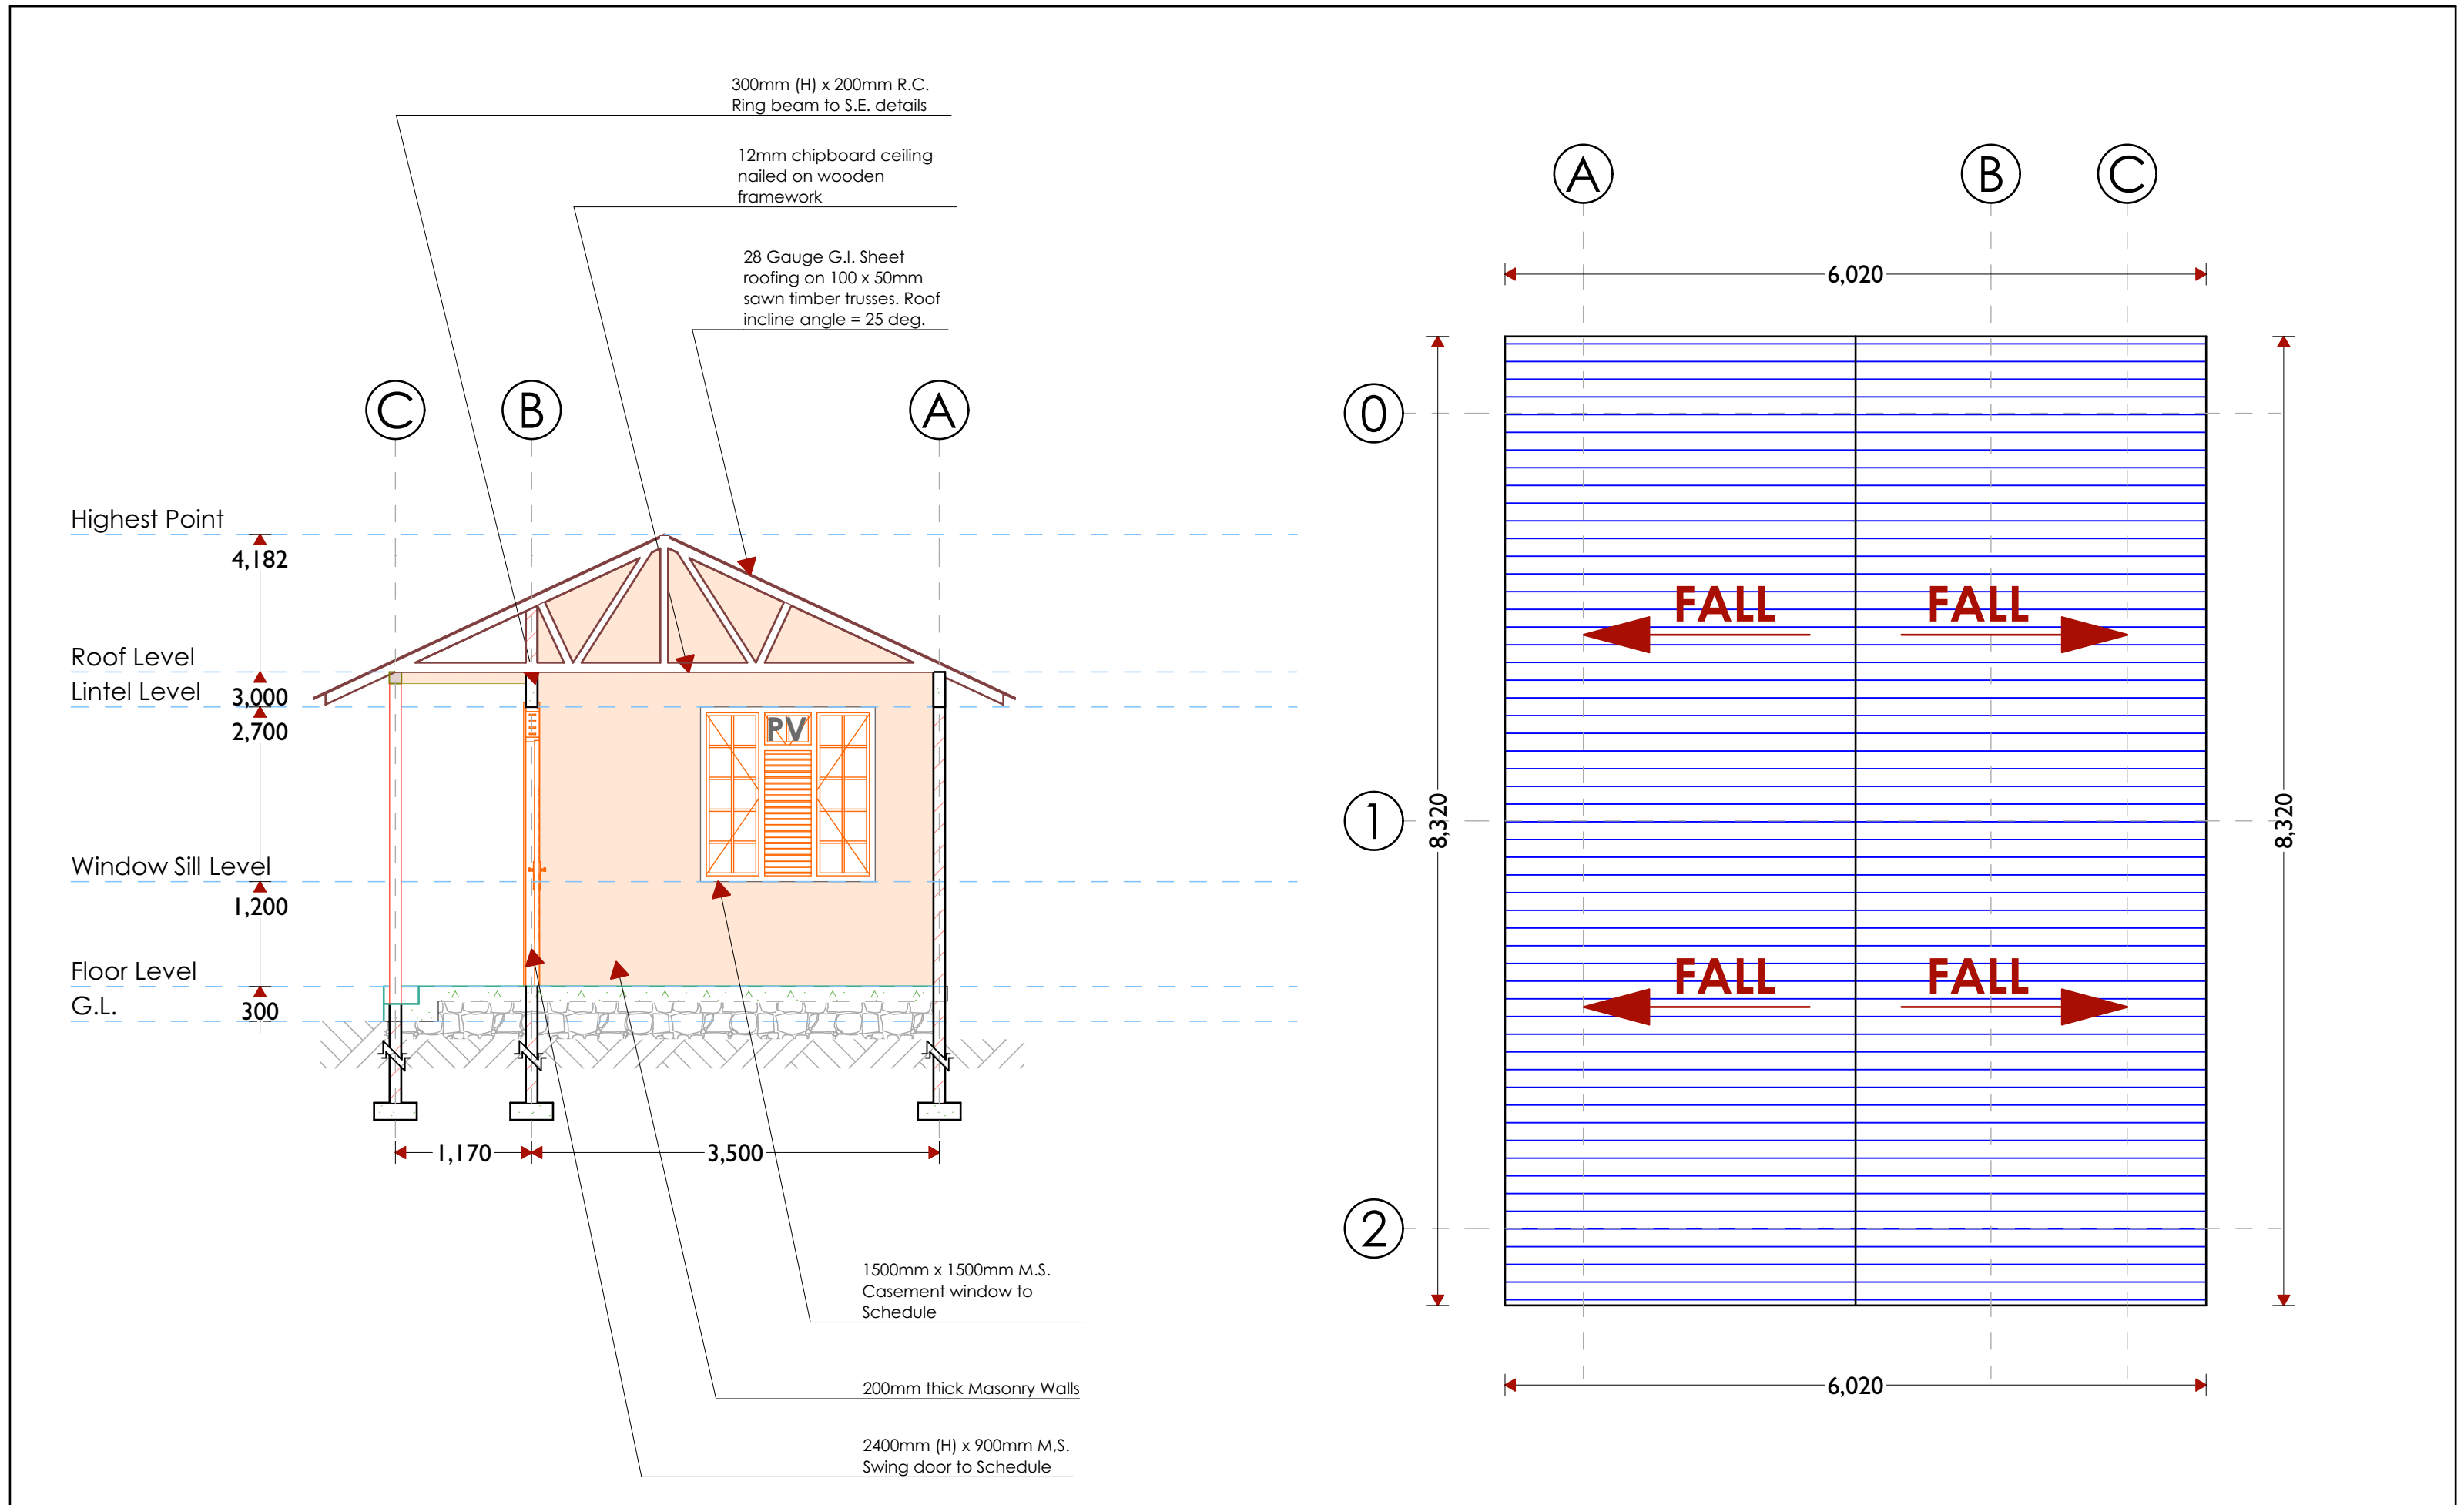 300mm (H) x 200mm R.C.
Ring beam to S.E. details
12mm chipboard ceiling
nailed on wooden
framework
28 Gauge G.I. Sheet
roofing on 100 x 50mm
sawn timber trusses. Roof
incline angle = 25 deg.
C
B
A
Highest Point
4,182
Roof Level
3,000
Lintel Level
2,700
PV
Window Sill Level
1,200
Floor Level
G.L.
300
1,170
3,500
1500mm x 1500mm M.S.
Casement window to
Schedule
200mm thick Masonry Walls
2400mm (H) x 900mm M,S.
Swing door to Schedule
A
B
C
6,020
0
FALL
FALL
1
8,320
8,320
FALL
FALL
2
6,020